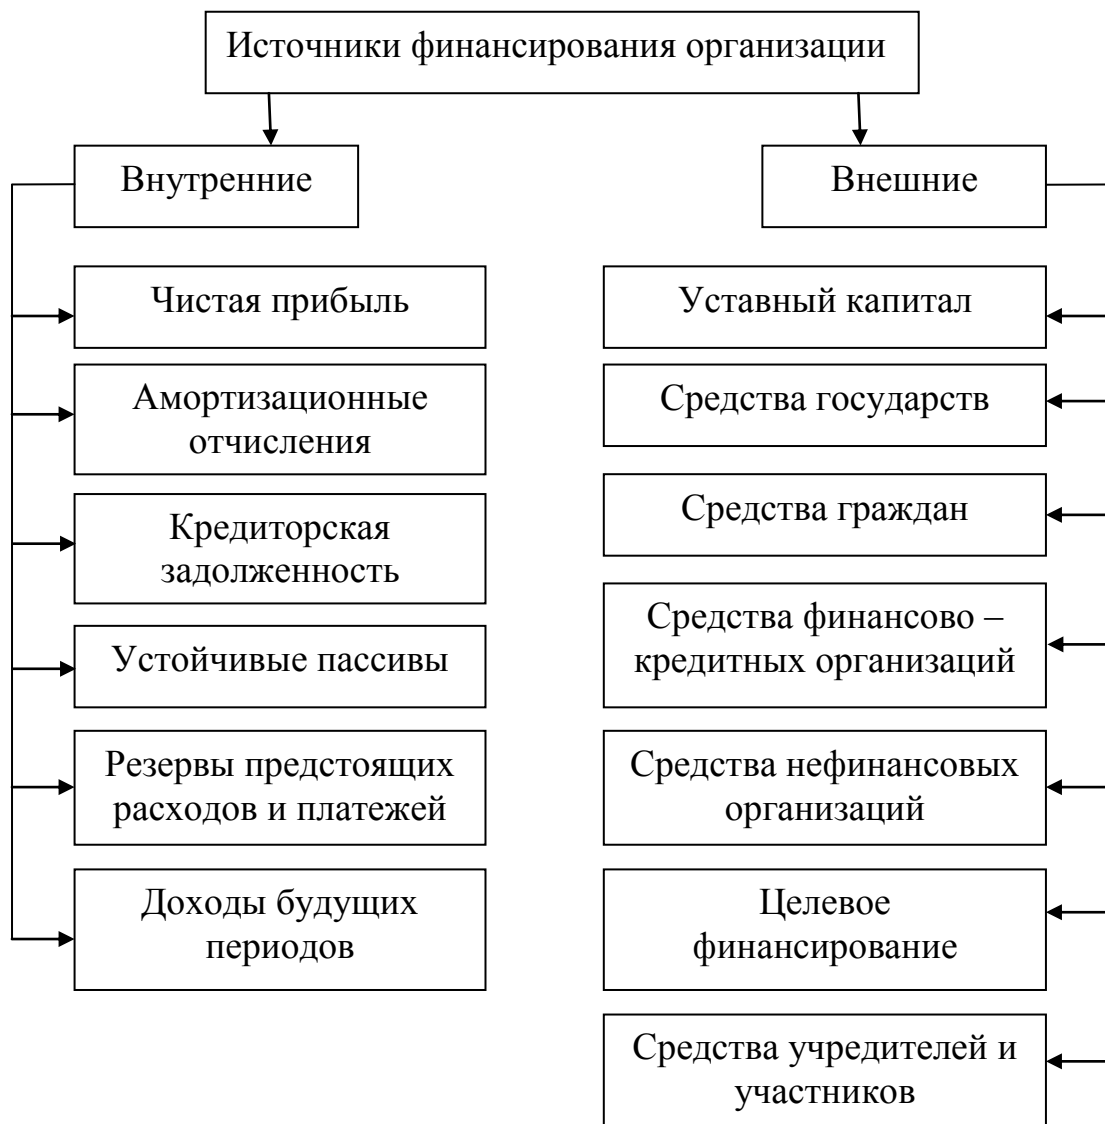 Источники финансирования организации
Внутренние
Внешние
Чистая прибыль
Амортизационные
отчисления
Кредиторская
задолженность
Устойчивые пассивы
Резервы предстоящих
расходов и платежей
Доходы будущих
периодов
Уставный капитал
Средства государств
Средства граждан
Средства финансово –
кредитных организаций
Средства нефинансовых
организаций
Целевое
финансирование
Средства учредителей и
участников